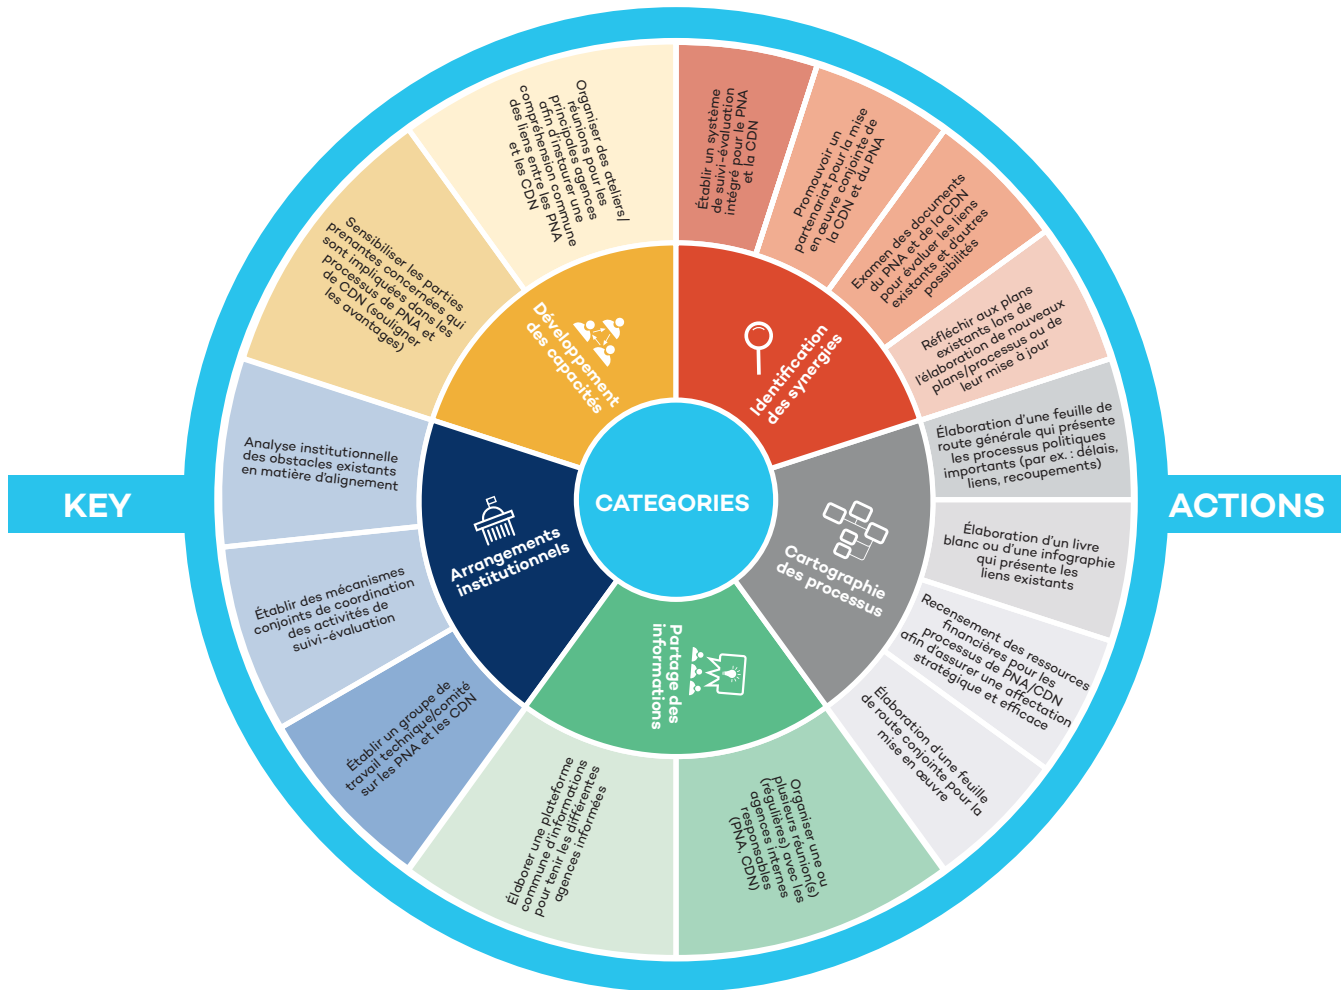 KEY
CATEGORIES
ACTIONS
Identification
des synergies
Établir un système
de suivi-évaluation
intégré pour le PNA
et la CDN
Promouvoir un
partenariat pour la mise
en œuvre conjointe de
la CDN et du PNA
Examen des documents
du PNA et de la CDN
pour évaluer les liens
existants et d'autres
possibilités
Réfléchir aux plans
existants lors de
l'élaboration de nouveaux
plans/processus ou de
leur mise à jour
Cartographie
des processus
Élaboration d'une feuille de
route générale qui présente
les processus politiques
importants (par ex. : délais,
liens, recoupements)
Élaboration d'un livre
blanc ou d'une infographie
qui présente les
liens existants
Recensement des ressources
financières pour les
processus de PNA/CDN
afin d'assurer une affectation
stratégique et efficace
Élaboration d'une feuille
de route conjointe pour la
mise en œuvre
Partage des
informations
Organiser une ou
plusieurs réunion(s)
(régulières) avec les
agences internes
responsables
(PNA, CDN)
Élaborer une plateforme
commune d'informations
pour tenir les différentes
agences informées
Arrangements
institutionnels
Établir un groupe de
travail technique/comité
sur les PNA et les CDN
Établir des mécanismes
conjoints de coordination
des activités de
suivi-évaluation
Analyse institutionnelle
des obstacles existants
en matière d'alignement
Développement
des capacités
Sensibiliser les parties
prenantes concernées qui
sont impliquées dans les
processus de PNA et
de CDN (souligner
les avantages)
Organiser des ateliers/
réunions pour les
principales agences
afin d'instaurer une
compréhension commune
des liens entre les PNA
et les CDN